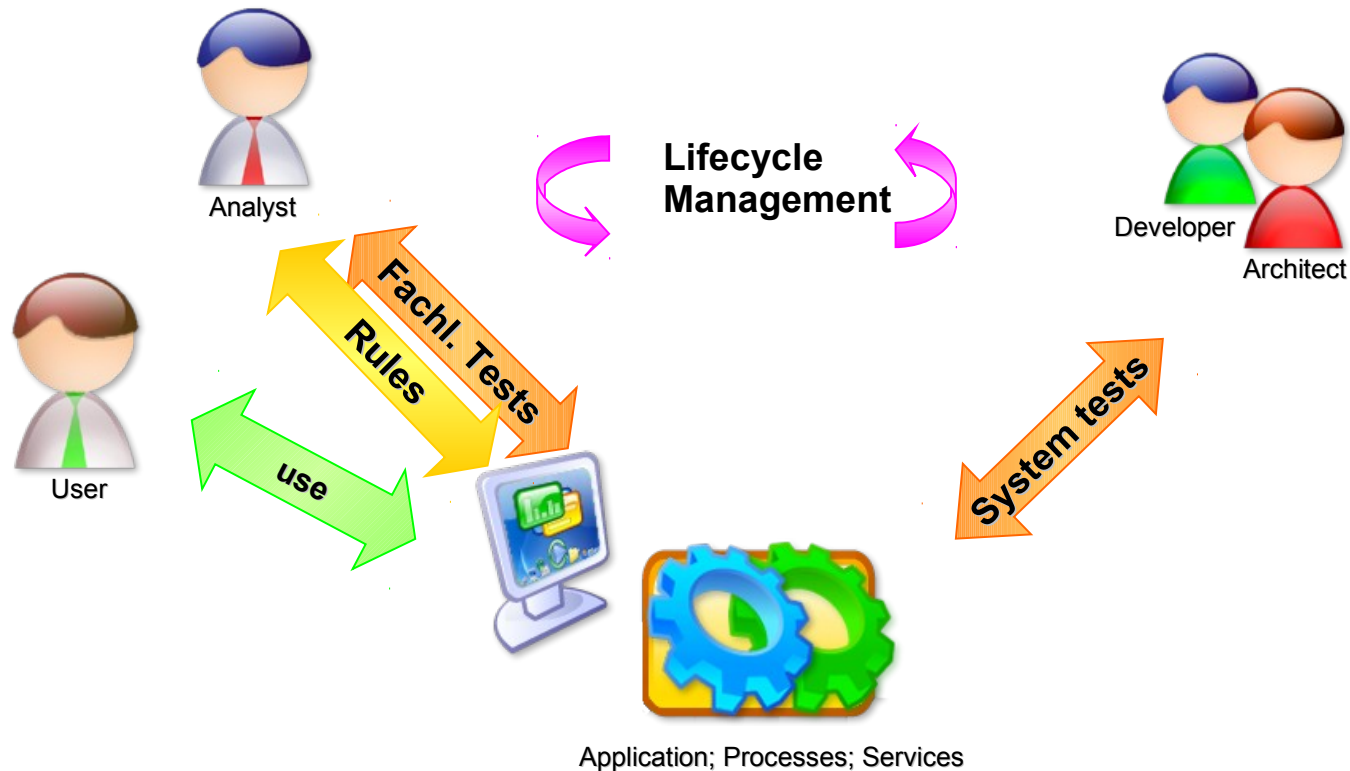 Lifecycle
Management
Analyst
Developer
Architect
Fachl. Tests
Rules
User
use
System tests
Application; Processes; Services